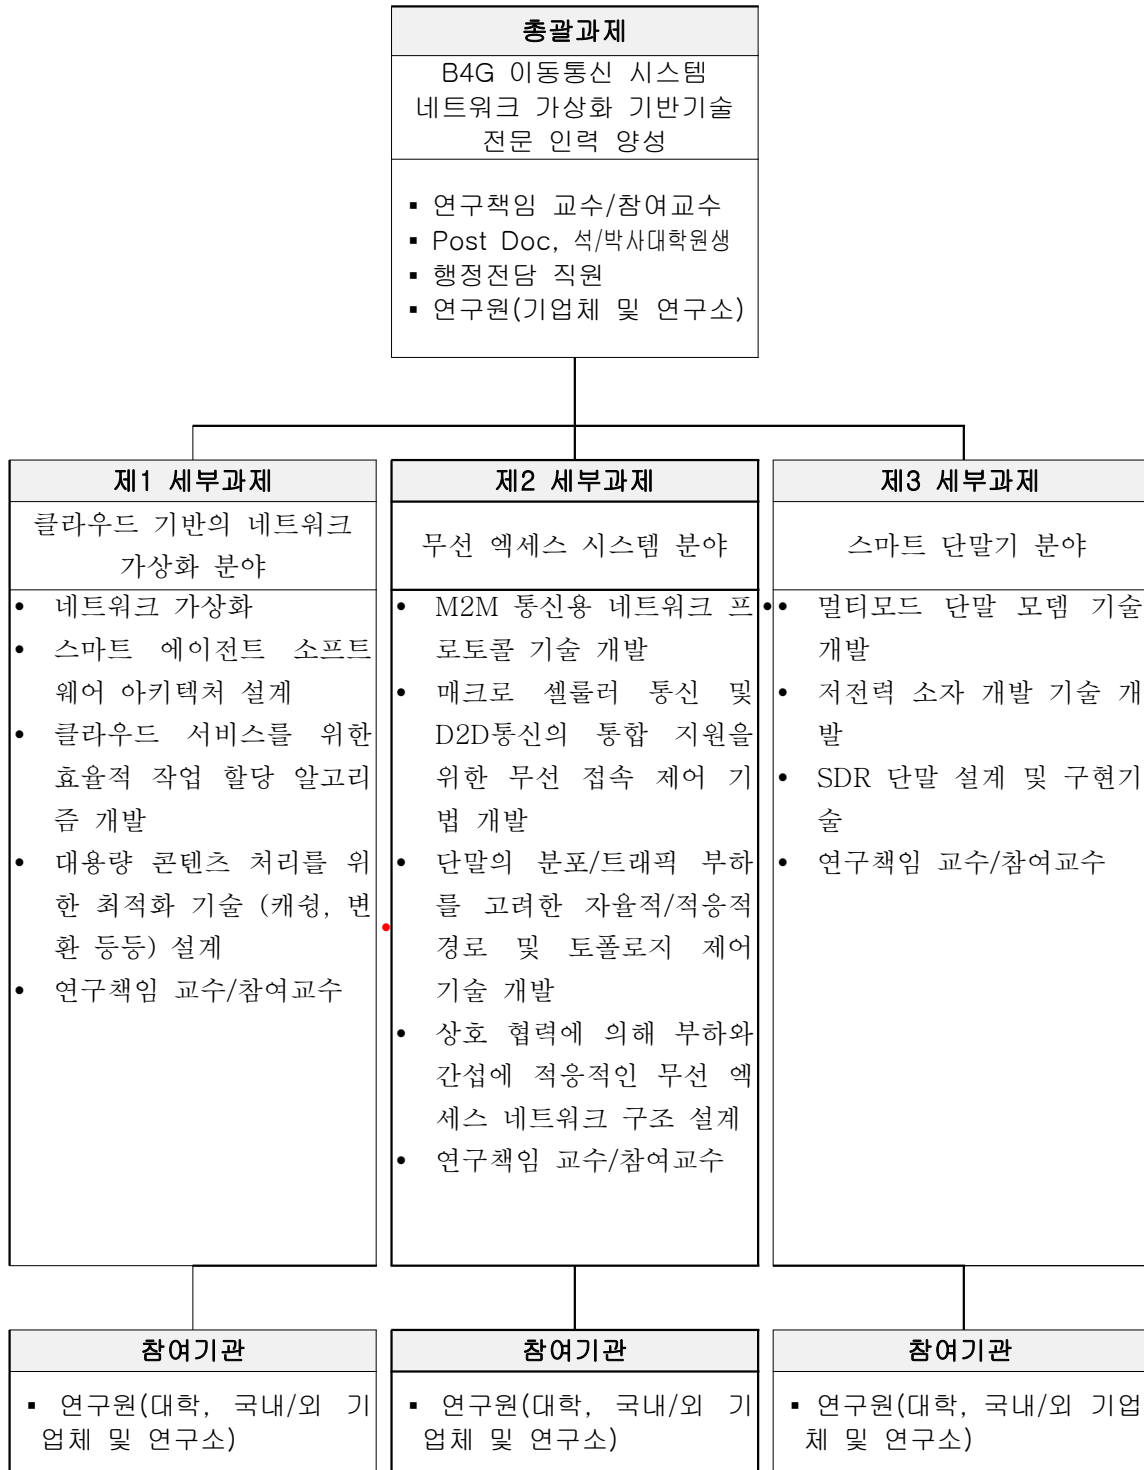 총괄과제
B4G 이동통신 시스템
네트워크 가상화 기반기술
전문 인력 양성
▪ 연구책임 교수/참여교수
▪ Post Doc, 석/박사대학원생
▪ 행정전담 직원
▪ 연구원(기업체 및 연구소)
제1 세부과제
클라우드 기반의 네트워크
가상화 분야
• 네트워크 가상화
• 스마트 에이전트 소프트
웨어 아키텍처 설계
• 클라우드 서비스를 위한
효율적 작업 할당 알고리
즘 개발
• 대용량 콘텐츠 처리를 위
한 최적화 기술 (캐슁, 변
환 등등) 설계
• 연구책임 교수/참여교수
제2 세부과제
무선 엑세스 시스템 분야
• M2M 통신용 네트워크 프
로토콜 기술 개발
• 매크로 셀룰러 통신 및
D2D통신의 통합 지원을
위한 무선 접속 제어 기
법 개발
• 단말의 분포/트래픽 부하
를 고려한 자율적/적응적
경로 및 토폴로지 제어
기술 개발
• 상호 협력에 의해 부하와
간섭에 적응적인 무선 엑
세스 네트워크 구조 설계
• 연구책임 교수/참여교수
제3 세부과제
스마트 단말기 분야
•• 멀티모드 단말 모뎀 기술
개발
• 저전력 소자 개발 기술 개
발
• SDR 단말 설계 및 구현기
술
• 연구책임 교수/참여교수
참여기관
▪ 연구원(대학, 국내/외 기
업체 및 연구소)
참여기관
▪ 연구원(대학, 국내/외 기
업체 및 연구소)
참여기관
▪ 연구원(대학, 국내/외 기업
체 및 연구소)